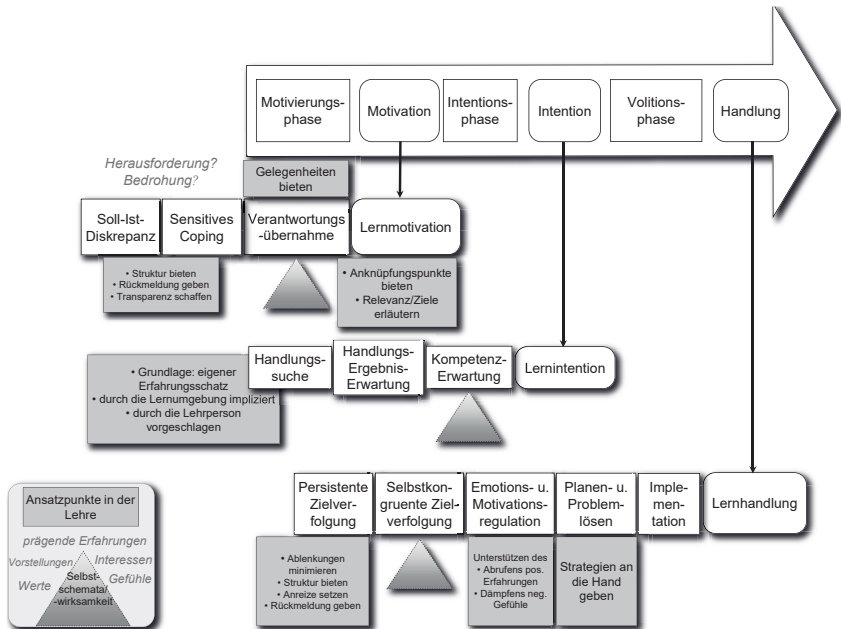 Motivierungs-
phase
Motivation
Intentions-
phase
Intention
Volitions-
phase
Handlung
Herausforderung?
Bedrohung?
Gelegenheiten
bieten
Soll-Ist-
Diskrepanz
Sensitives
Coping
Verantwortungs
-übernahme
Lernmotivation
• Struktur bieten
• Rückmeldung geben
• Transparenz schaffen
• Anknüpfungspunkte
bieten
• Relevanz/Ziele
erläutern
• Grundlage: eigener
Erfahrungsschatz
• durch die Lernumgebung impliziert
• durch die Lehrperson
vorgeschlagen
Handlungs-
suche
Handlungs-
Ergebnis-
Erwartung
Kompetenz-
Erwartung
Lernintention
Persistente
Zielver-
folgung
Selbstkon-
gruente Ziel-
verfolgung
Emotions- u.
Motivations-
regulation
Planen- u.
Problem-
lösen
Imple-
mentation
Lernhandlung
• Ablenkungen
minimieren
• Struktur bieten
• Anreize setzen
• Rückmeldung geben
Unterstützen des
• Abrufens pos.
Erfahrungen
• Dämpfens neg.
Gefühle
Strategien an
die Hand
geben
Ansatzpunkte in der
Lehre
prägende Erfahrungen
Vorstellungen
Interessen
Werte
Selbst-
schemata/
-wirksamkeit
Gefühle